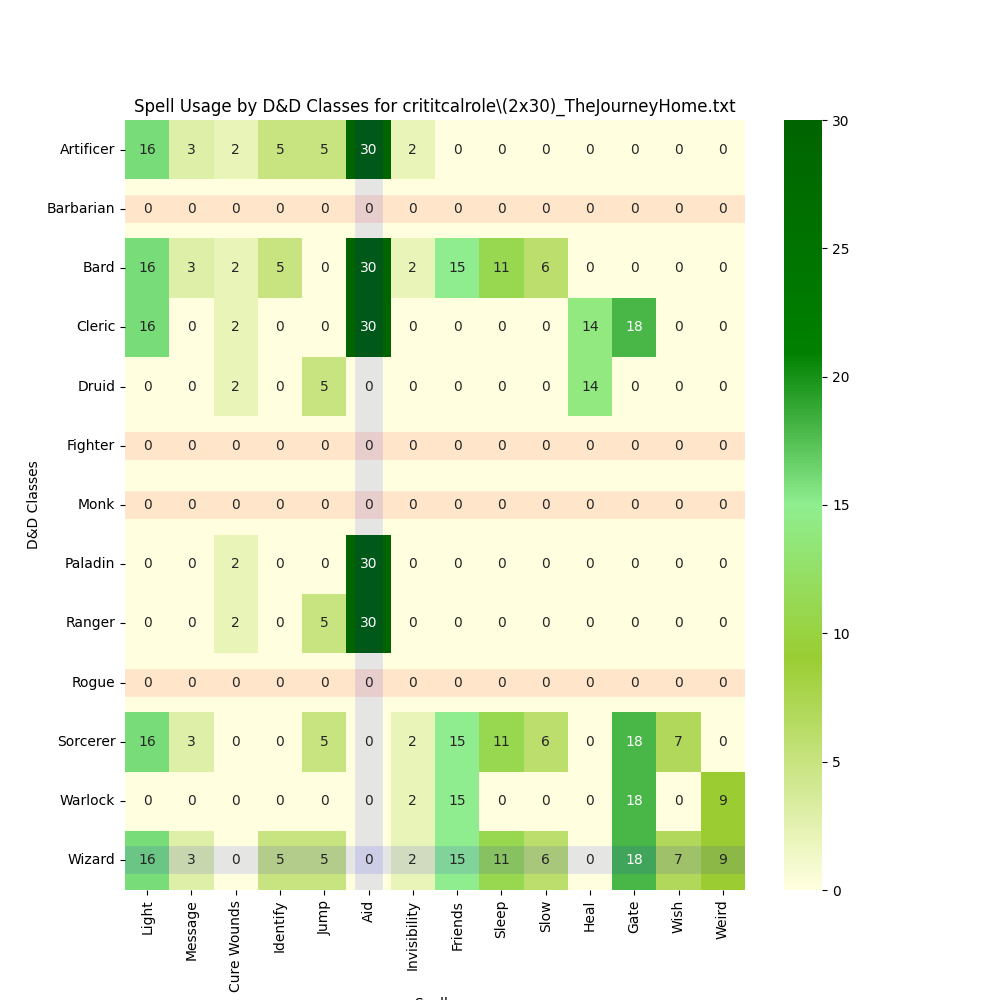 Spell Usage by D&D Classes for crititcalrole\(2x30)_TheJourneyHome.txt
Artificer 16 3 2 5 5 30 2 0 0 0 0 0 0 0
Barbarian 0 0 0 0 0 0 0 0 0 0 0 0 0 0
Bard 16 3 2 5 0 30 2 15 11 6 0 0 0 0
Cleric 16 0 2 0 0 30 0 0 0 0 14 18 0 0
Druid 0 0 2 0 5 0 0 0 0 0 14 0 0 0
Fighter 0 0 0 0 0 0 0 0 0 0 0 0 0 0
Monk 0 0 0 0 0 0 0 0 0 0 0 0 0 0
Paladin 0 0 2 0 0 30 0 0 0 0 0 0 0 0
Ranger 0 0 2 0 5 30 0 0 0 0 0 0 0 0
Rogue 0 0 0 0 0 0 0 0 0 0 0 0 0 0
Sorcerer 16 3 0 0 5 0 2 15 11 6 0 18 7 0
Warlock 0 0 0 0 0 0 2 15 0 0 0 18 0 9
Wizard 16 3 0 5 5 0 2 15 11 6 0 18 7 9
D&D Classes
Light
Message
Cure Wounds
Identify
Jump
Aid
Invisibility
Friends
Sleep
Slow
Heal
Gate
Wish
Weird
30
25
20
15
10
5
0